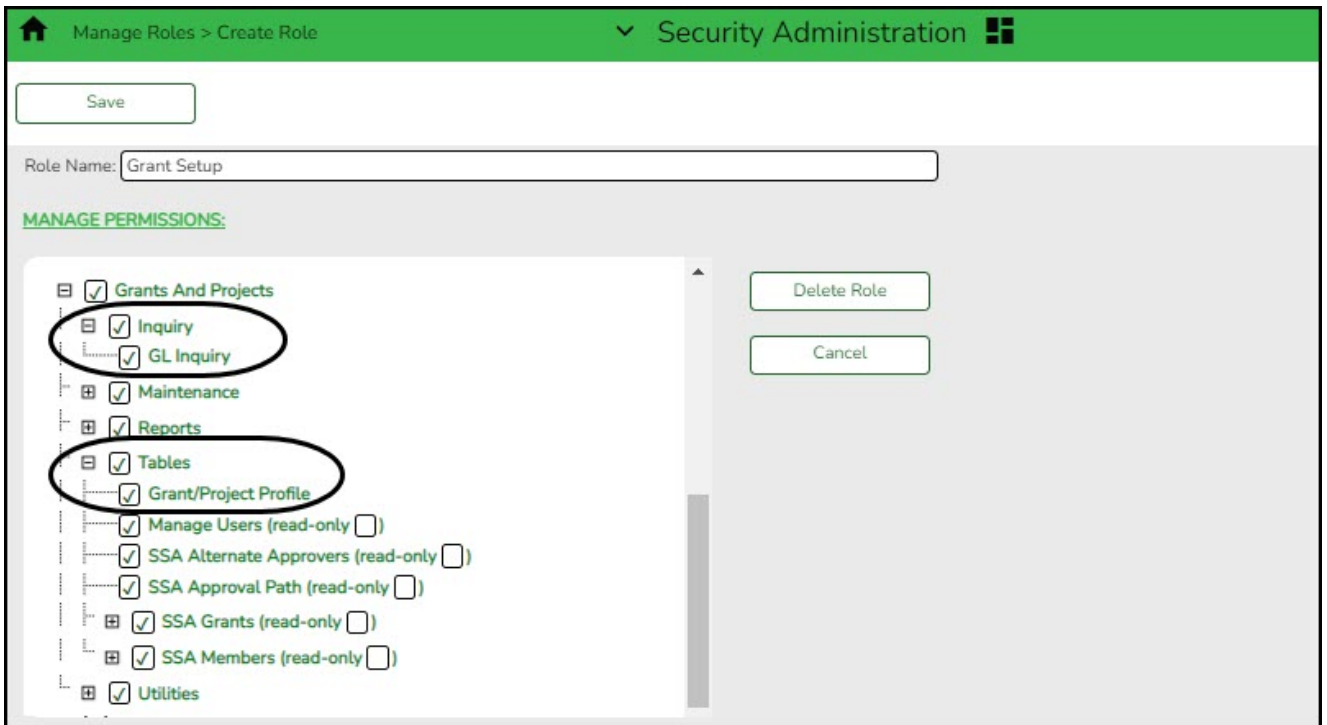 Manage Roles > Create Role
Security Administration
Save
Role Name: Grant Setup
MANAGE PERMISSIONS:
Grants And Projects
Inquiry
GL Inquiry
Maintenance
Reports
Tables
Grant/Project Profile
Manage Users (read-only )
SSA Alternate Approvers (read-only )
SSA Approval Path (read-only )
SSA Grants (read-only )
SSA Members (read-only )
Utilities
Delete Role
Cancel